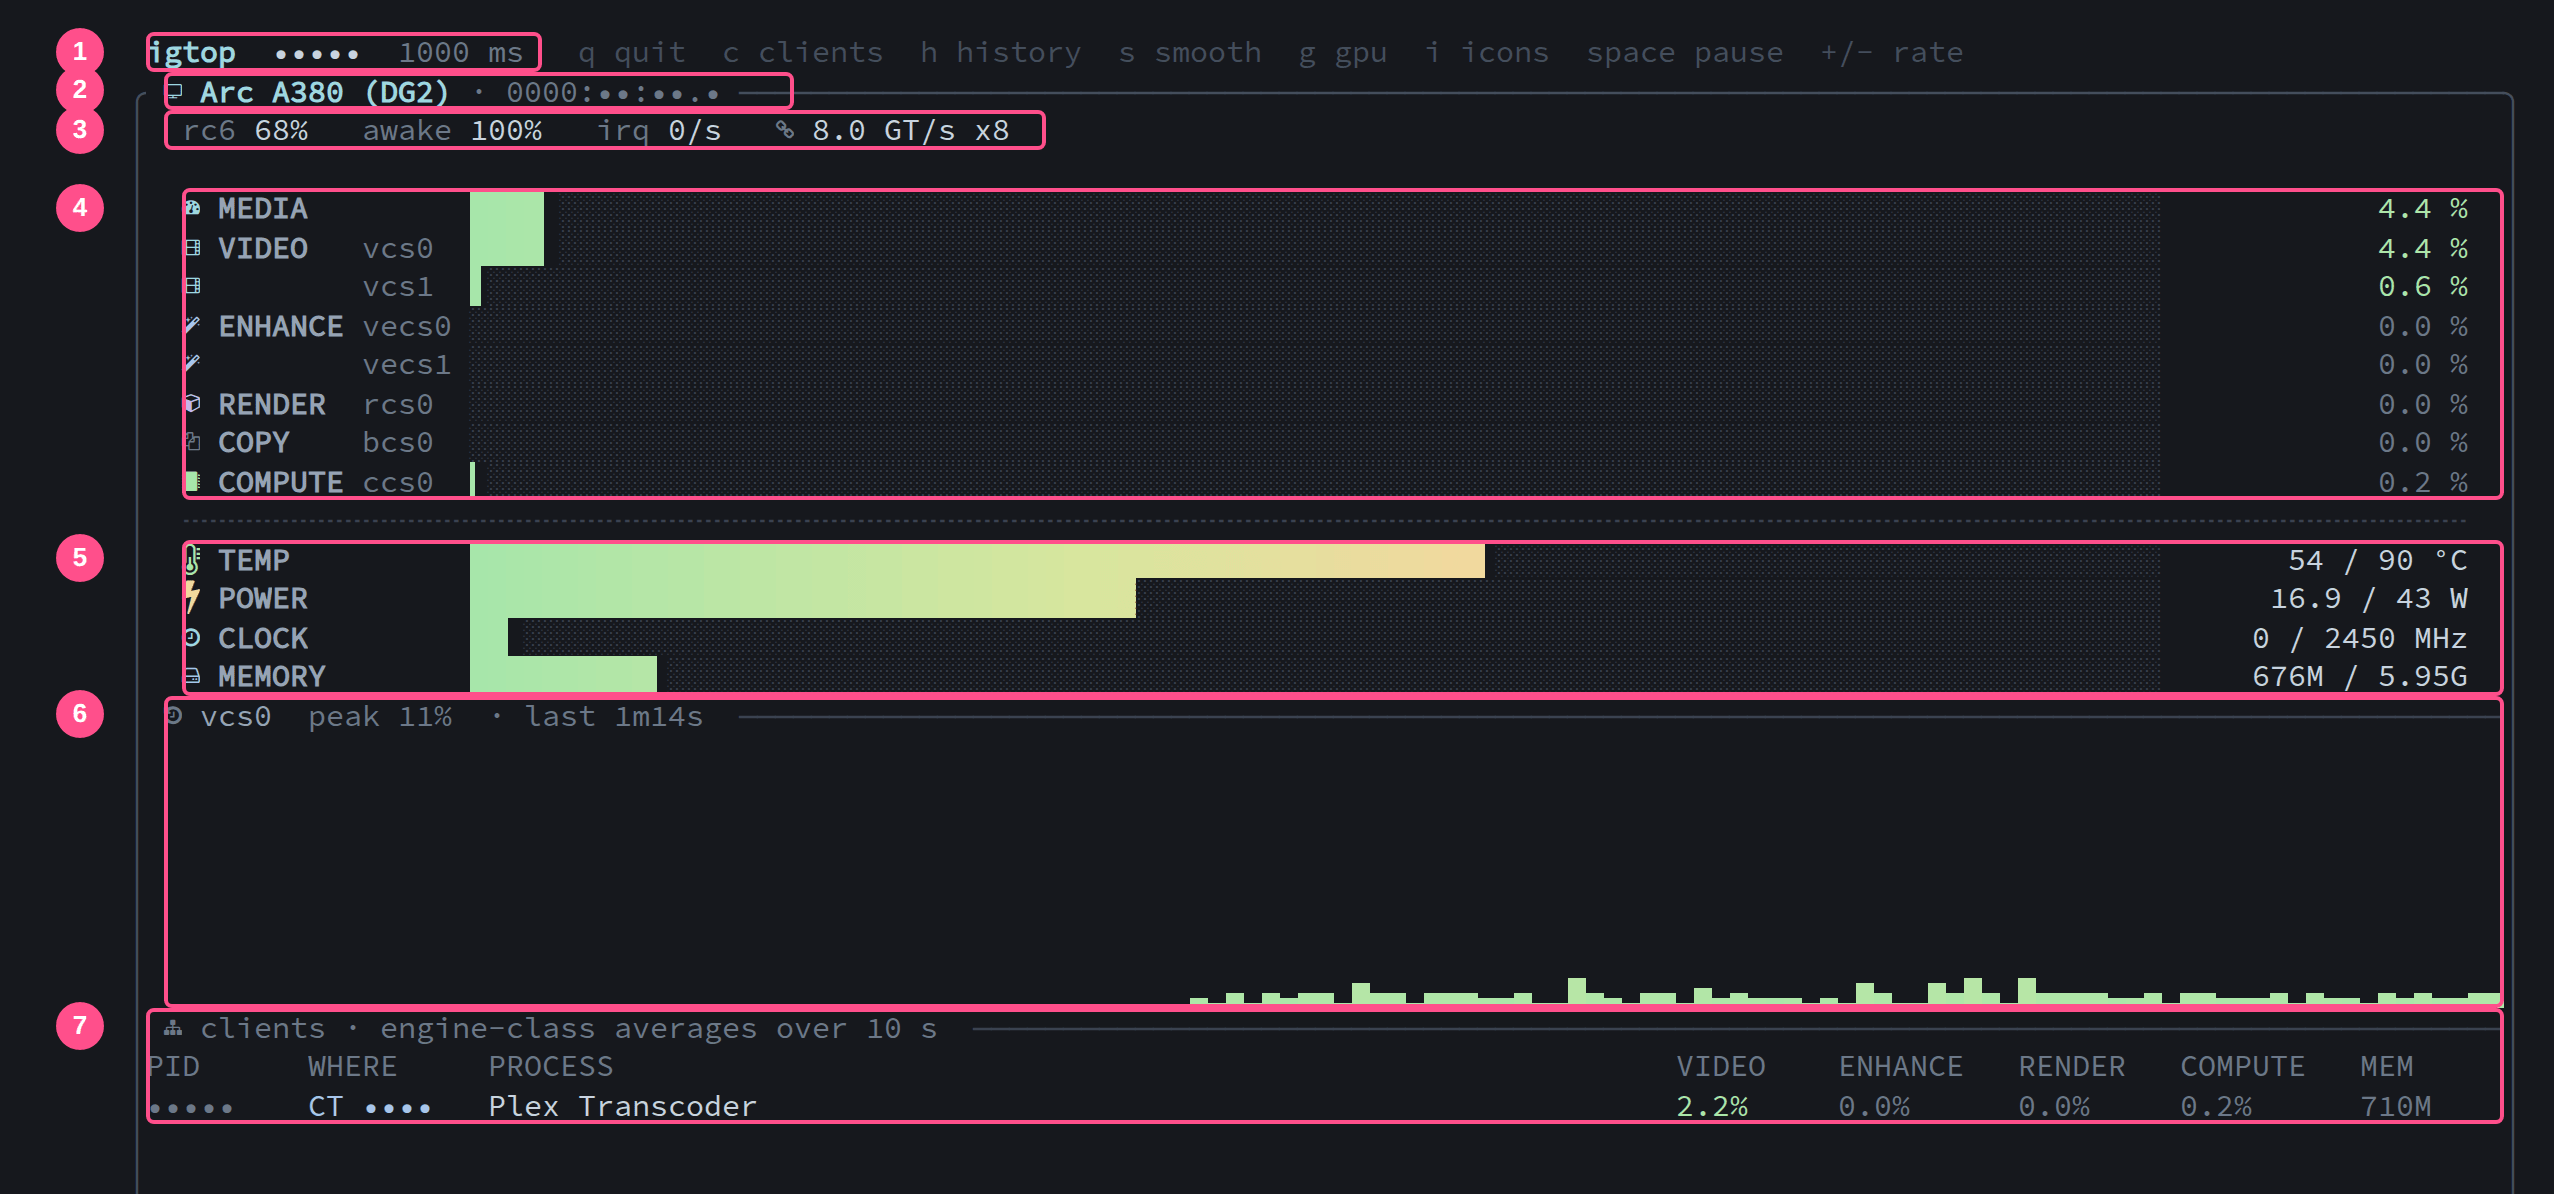 1 igtop ••••• 1000 ms q quit c clients h history s smooth g gpu i icons space pause +/- rate
2 Arc A380 (DG2) · 0000:••:••.•
3 rc6 68% awake 100% irq 0/s 8.0 GT/s x8
4 MEDIA 4.4 %
VIDEO vcs0 4.4 %
vcs1 0.6 %
ENHANCE vecs0 0.0 %
vecs1 0.0 %
RENDER rcs0 0.0 %
COPY bcs0 0.0 %
COMPUTE ccs0 0.2 %
5 TEMP 54 / 90 °C
POWER 16.9 / 43 W
CLOCK 0 / 2450 MHz
MEMORY 676M / 5.95G
6 vcs0 peak 11% · last 1m14s
7 clients · engine-class averages over 10 s
PID WHERE PROCESS VIDEO ENHANCE RENDER COMPUTE MEM
••••• CT •••• Plex Transcoder 2.2% 0.0% 0.0% 0.2% 710M